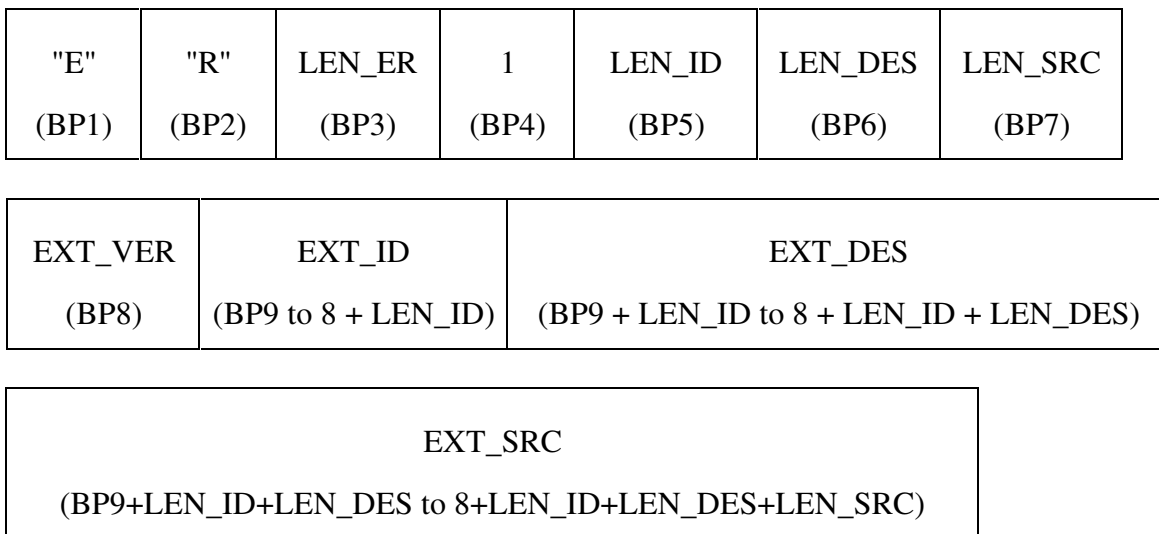 "E" "R" LEN_ER 1 LEN_ID LEN_DES LEN_SRC
(BP1) (BP2) (BP3) (BP4) (BP5) (BP6) (BP7)
EXT_VER EXT_ID EXT_DES
(BP8) (BP9 to 8 + LEN_ID) (BP9 + LEN_ID to 8 + LEN_ID + LEN_DES)
EXT_SRC
(BP9+LEN_ID+LEN_DES to 8+LEN_ID+LEN_DES+LEN_SRC)